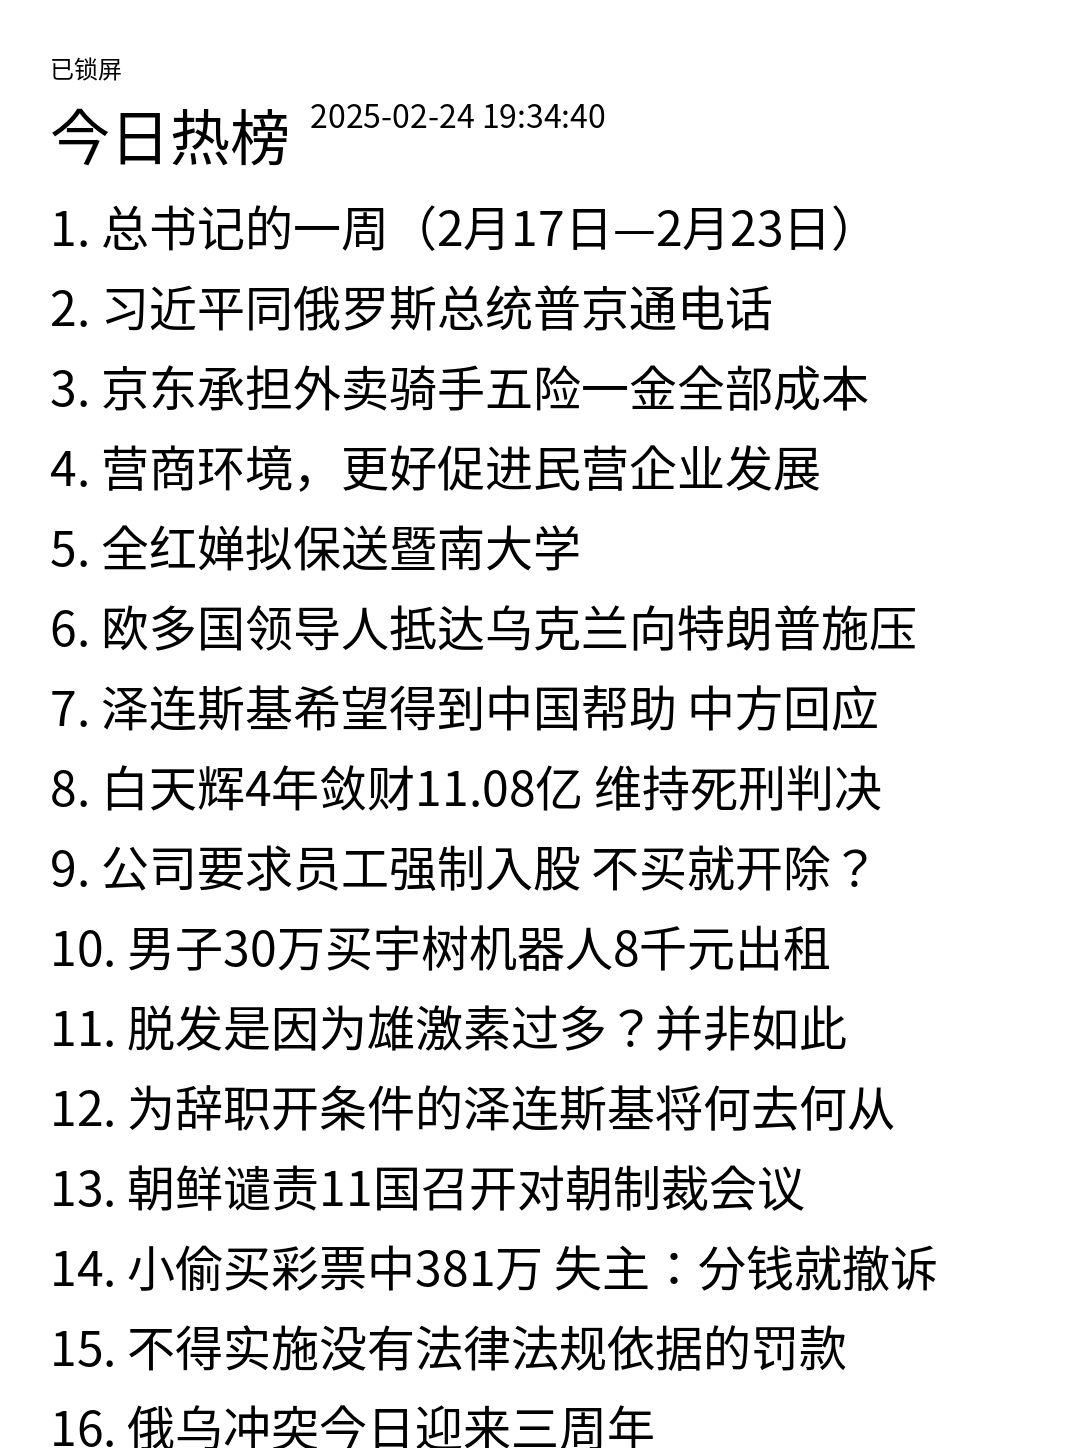 已锁屏
今日热榜 2025-02-24 19:34:40
1. 总书记的一周（2月17日—2月23日）
2. 习近平同俄罗斯总统普京通电话
3. 京东承担外卖骑手五险一金全部成本
4. 营商环境，更好促进民营企业发展
5. 全红婵拟保送暨南大学
6. 欧多国领导人抵达乌克兰向特朗普施压
7. 泽连斯基希望得到中国帮助 中方回应
8. 白天辉4年敛财11.08亿 维持死刑判决
9. 公司要求员工强制入股 不买就开除？
10. 男子30万买宇树机器人8千元出租
11. 脱发是因为雄激素过多？并非如此
12. 为辞职开条件的泽连斯基将何去何从
13. 朝鲜谴责11国召开对朝制裁会议
14. 小偷买彩票中381万 失主：分钱就撤诉
15. 不得实施没有法律法规依据的罚款
16. 俄乌冲突今日迎来三周年